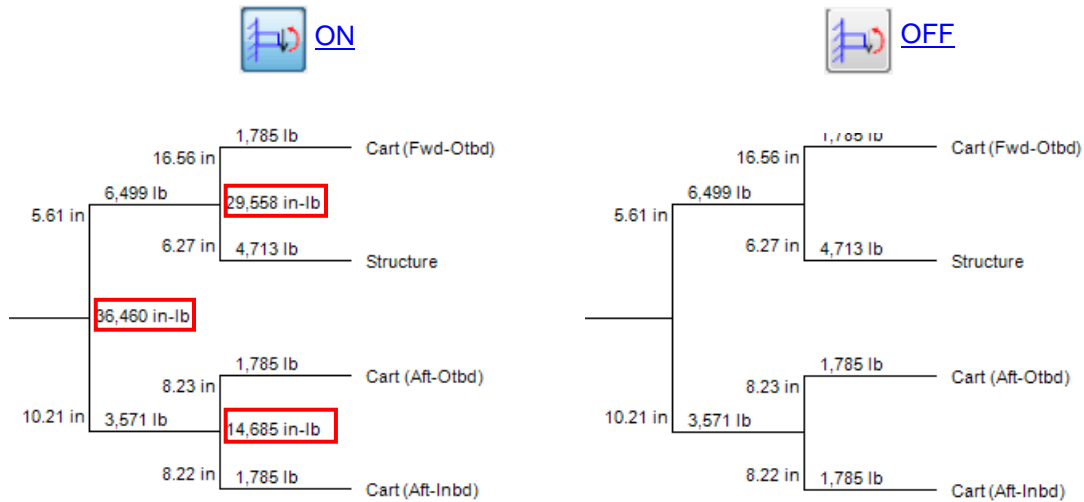 ON
OFF
1,785 lb
Cart (Fwd-Otbd)
16.56 in
6,499 lb
29,558 in-lb
5.61 in
6.27 in
4,713 lb
Structure
36,460 in-lb
1,785 lb
Cart (Aft-Otbd)
8.23 in
10.21 in
3,571 lb
14,685 in-lb
8.22 in
1,785 lb
Cart (Aft-Inbd)
1,785 lb
Cart (Fwd-Otbd)
16.56 in
6,499 lb
5.61 in
6.27 in
4,713 lb
Structure
1,785 lb
Cart (Aft-Otbd)
8.23 in
10.21 in
3,571 lb
8.22 in
1,785 lb
Cart (Aft-Inbd)